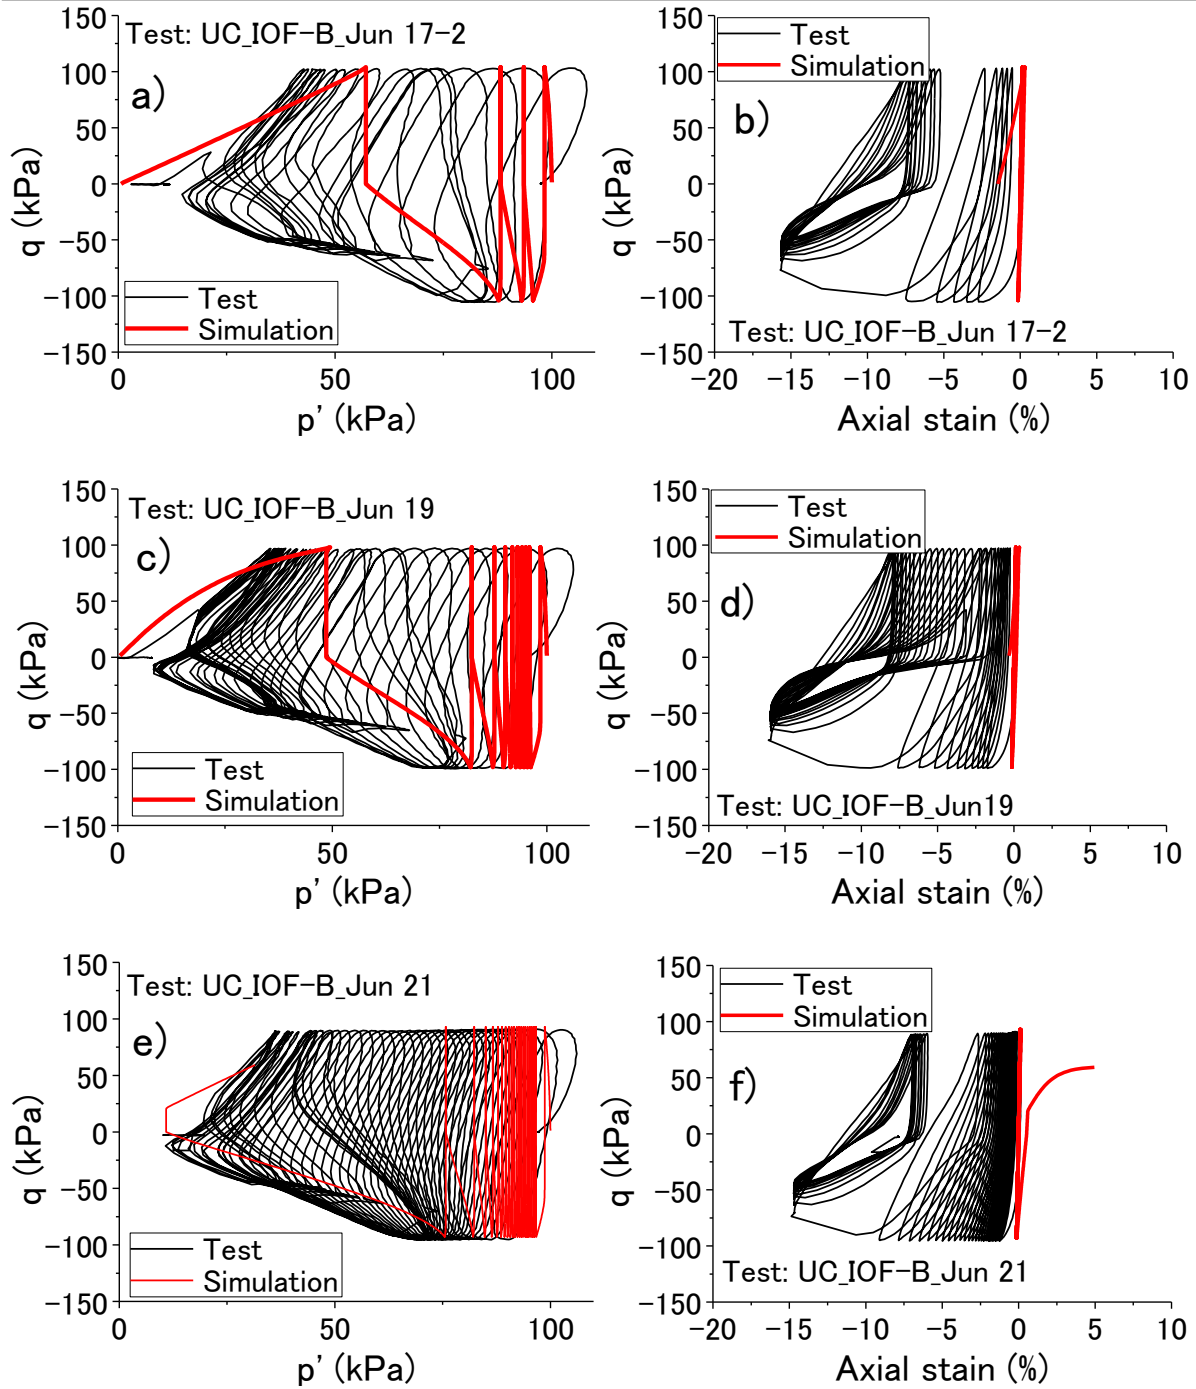 150
Test: UC_IOF-B_Jun 17-2
100
a)
50
0
-50
-100
-150
q (kPa)
Test
Simulation
0
50
100
p' (kPa)
150
Test
Simulation
100
b)
50
0
-50
-100
-150
q (kPa)
Test: UC_IOF-B_Jun 17-2
-20
-15
-10
-5
0
5
10
Axial stain (%)
150
Test: UC_IOF-B_Jun 19
100
c)
50
0
-50
-100
-150
q (kPa)
Test
Simulation
0
50
100
p' (kPa)
150
Test
Simulation
100
d)
50
0
-50
-100
-150
q (kPa)
Test: UC_IOF-B_Jun19
-20
-15
-10
-5
0
5
10
Axial stain (%)
150
Test: UC_IOF-B_Jun 21
100
e)
50
0
-50
-100
-150
q (kPa)
Test
Simulation
0
50
100
p' (kPa)
150
Test
Simulation
100
f)
50
0
-50
-100
-150
q (kPa)
Test: UC_IOF-B_Jun 21
-20
-15
-10
-5
0
5
10
Axial stain (%)